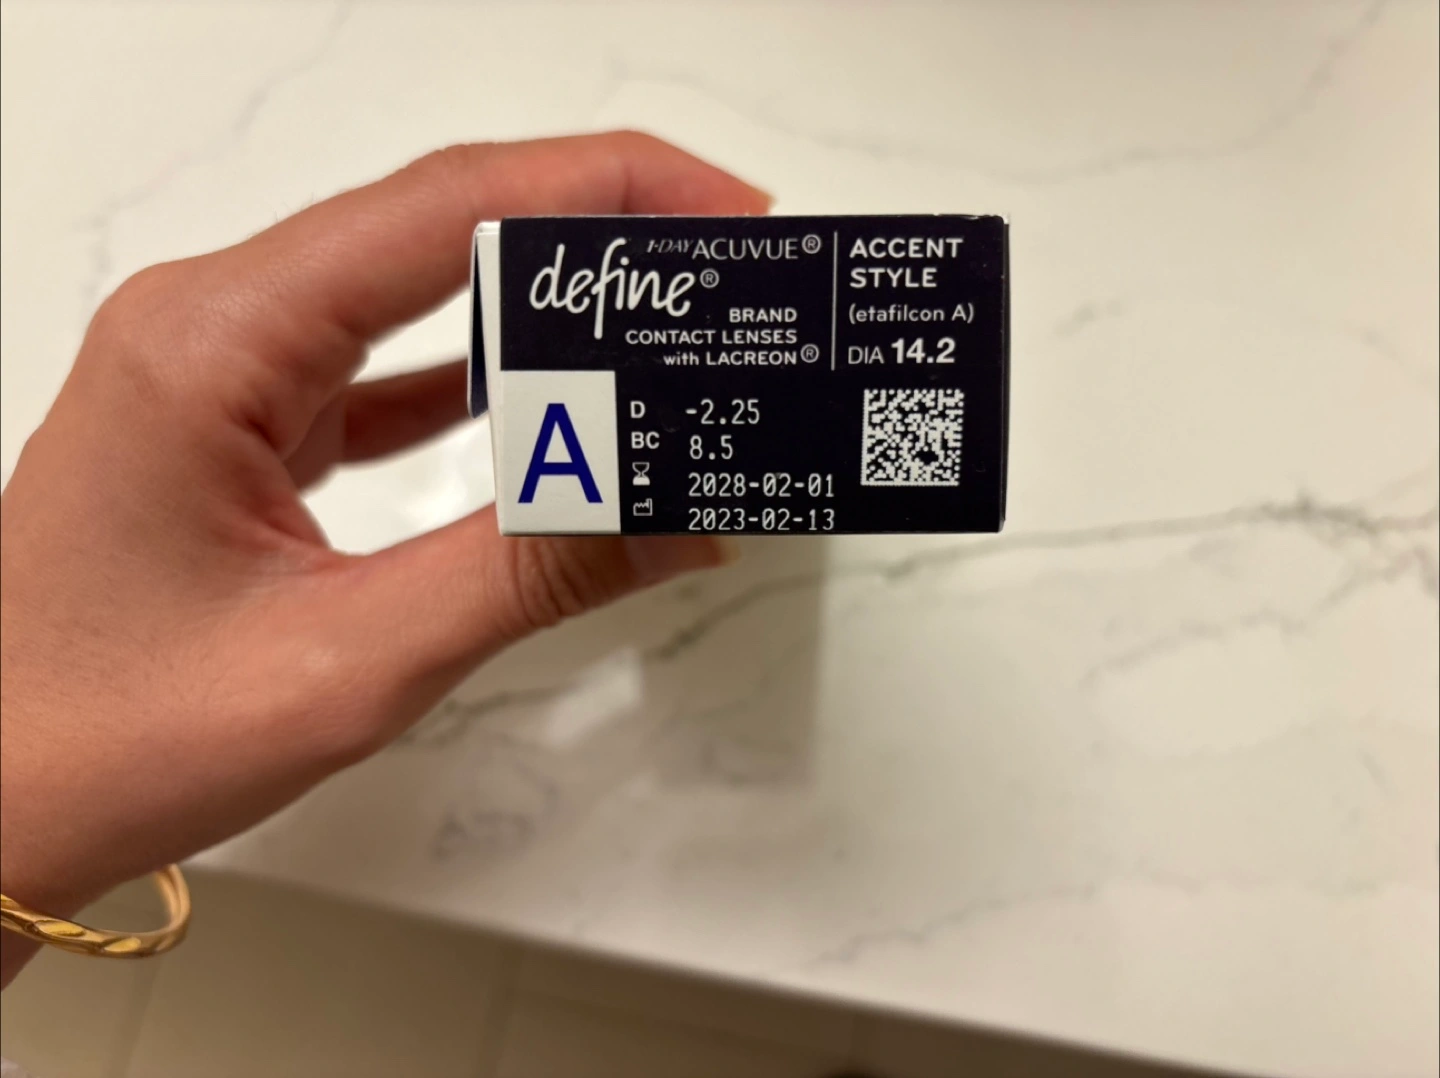 1·DAY ACUVUE®
define®
BRAND
CONTACT LENSES
with LACREON®
ACCENT
STYLE
(etafilcon A)
DIA 14.2
A
D -2.25
BC 8.5
2028-02-01
2023-02-13